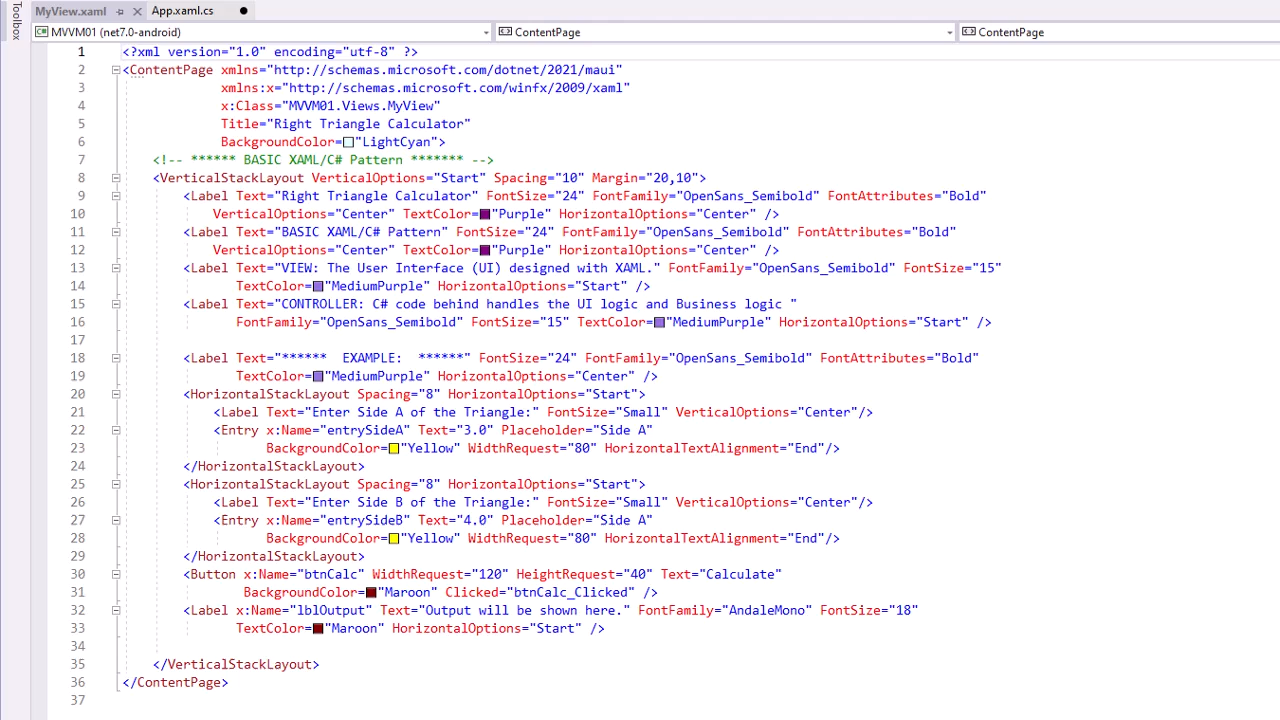 Toolbox
MyView.xaml App.xaml.cs
MVVM01 (net7.0-android) ContentPage ContentPage
1 <?xml version="1.0" encoding="utf-8" ?>
2 <ContentPage xmlns="http://schemas.microsoft.com/dotnet/2021/maui"
3 xmlns:x="http://schemas.microsoft.com/winfx/2009/xaml"
4 x:Class="MVVM01.Views.MyView"
5 Title="Right Triangle Calculator"
6 BackgroundColor="LightCyan">
7 <!-- ****** BASIC XAML/C# Pattern ******* -->
8 <VerticalStackLayout VerticalOptions="Start" Spacing="10" Margin="20,10">
9 <Label Text="Right Triangle Calculator" FontSize="24" FontFamily="OpenSans_Semibold" FontAttributes="Bold"
10 VerticalOptions="Center" TextColor="Purple" HorizontalOptions="Center" />
11 <Label Text="BASIC XAML/C# Pattern" FontSize="24" FontFamily="OpenSans_Semibold" FontAttributes="Bold"
12 VerticalOptions="Center" TextColor="Purple" HorizontalOptions="Center" />
13 <Label Text="VIEW: The User Interface (UI) designed with XAML." FontFamily="OpenSans_Semibold" FontSize="15"
14 TextColor="MediumPurple" HorizontalOptions="Start" />
15 <Label Text="CONTROLLER: C# code behind handles the UI logic and Business logic "
16 FontFamily="OpenSans_Semibold" FontSize="15" TextColor="MediumPurple" HorizontalOptions="Start" />
17
18 <Label Text="****** EXAMPLE: ******" FontSize="24" FontFamily="OpenSans_Semibold" FontAttributes="Bold"
19 TextColor="MediumPurple" HorizontalOptions="Center" />
20 <HorizontalStackLayout Spacing="8" HorizontalOptions="Start">
21 <Label Text="Enter Side A of the Triangle:" FontSize="Small" VerticalOptions="Center"/>
22 <Entry x:Name="entrySideA" Text="3.0" Placeholder="Side A"
23 BackgroundColor="Yellow" WidthRequest="80" HorizontalTextAlignment="End"/>
24 </HorizontalStackLayout>
25 <HorizontalStackLayout Spacing="8" HorizontalOptions="Start">
26 <Label Text="Enter Side B of the Triangle:" FontSize="Small" VerticalOptions="Center"/>
27 <Entry x:Name="entrySideB" Text="4.0" Placeholder="Side A"
28 BackgroundColor="Yellow" WidthRequest="80" HorizontalTextAlignment="End"/>
29 </HorizontalStackLayout>
30 <Button x:Name="btnCalc" WidthRequest="120" HeightRequest="40" Text="Calculate"
31 BackgroundColor="Maroon" Clicked="btnCalc_Clicked" />
32 <Label x:Name="lblOutput" Text="Output will be shown here." FontFamily="AndaleMono" FontSize="18"
33 TextColor="Maroon" HorizontalOptions="Start" />
34
35 </VerticalStackLayout>
36 </ContentPage>
37